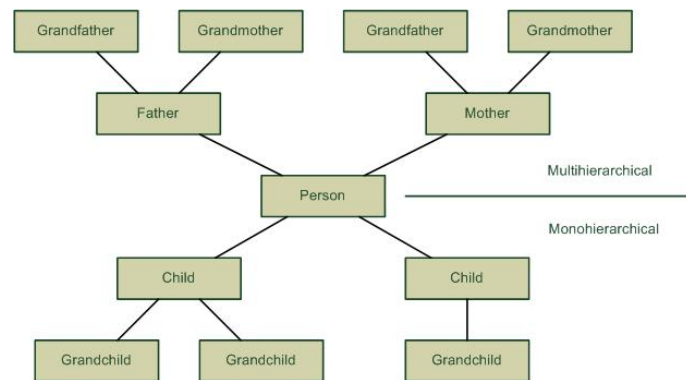 Grandfather
Grandmother
Grandfather
Grandmother
Father
Mother
Multihierarchical
Person
Monohierarchical
Child
Child
Grandchild
Grandchild
Grandchild